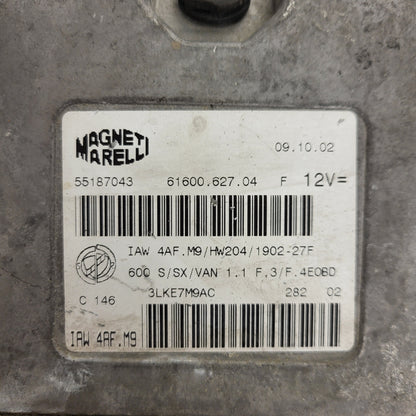 MAGNETI
MARELLI
09.10.02
55187043 61600.627.04 F 12V=
IAW 4AF.M9/HW204/1902-27F
600 S/SX/VAN 1.1 F.3/F.4EOBD
C 146 3LKE7M9AC 282 02
IAW 4AF.M9